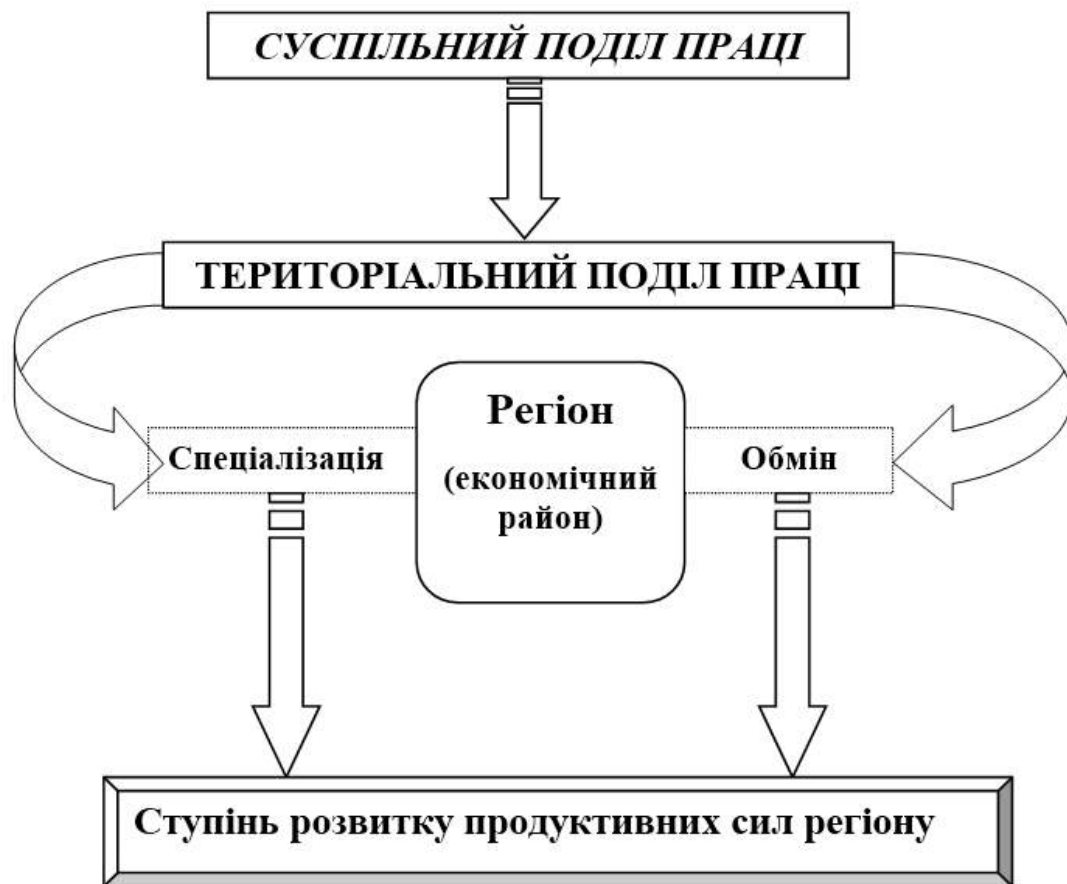 СУСПІЛЬНИЙ ПОДІЛ ПРАЦІ
ТЕРИТОРІАЛЬНИЙ ПОДІЛ ПРАЦІ
Регіон
(економічний
район)
Спеціалізація
Обмін
Ступінь розвитку продуктивних сил регіону